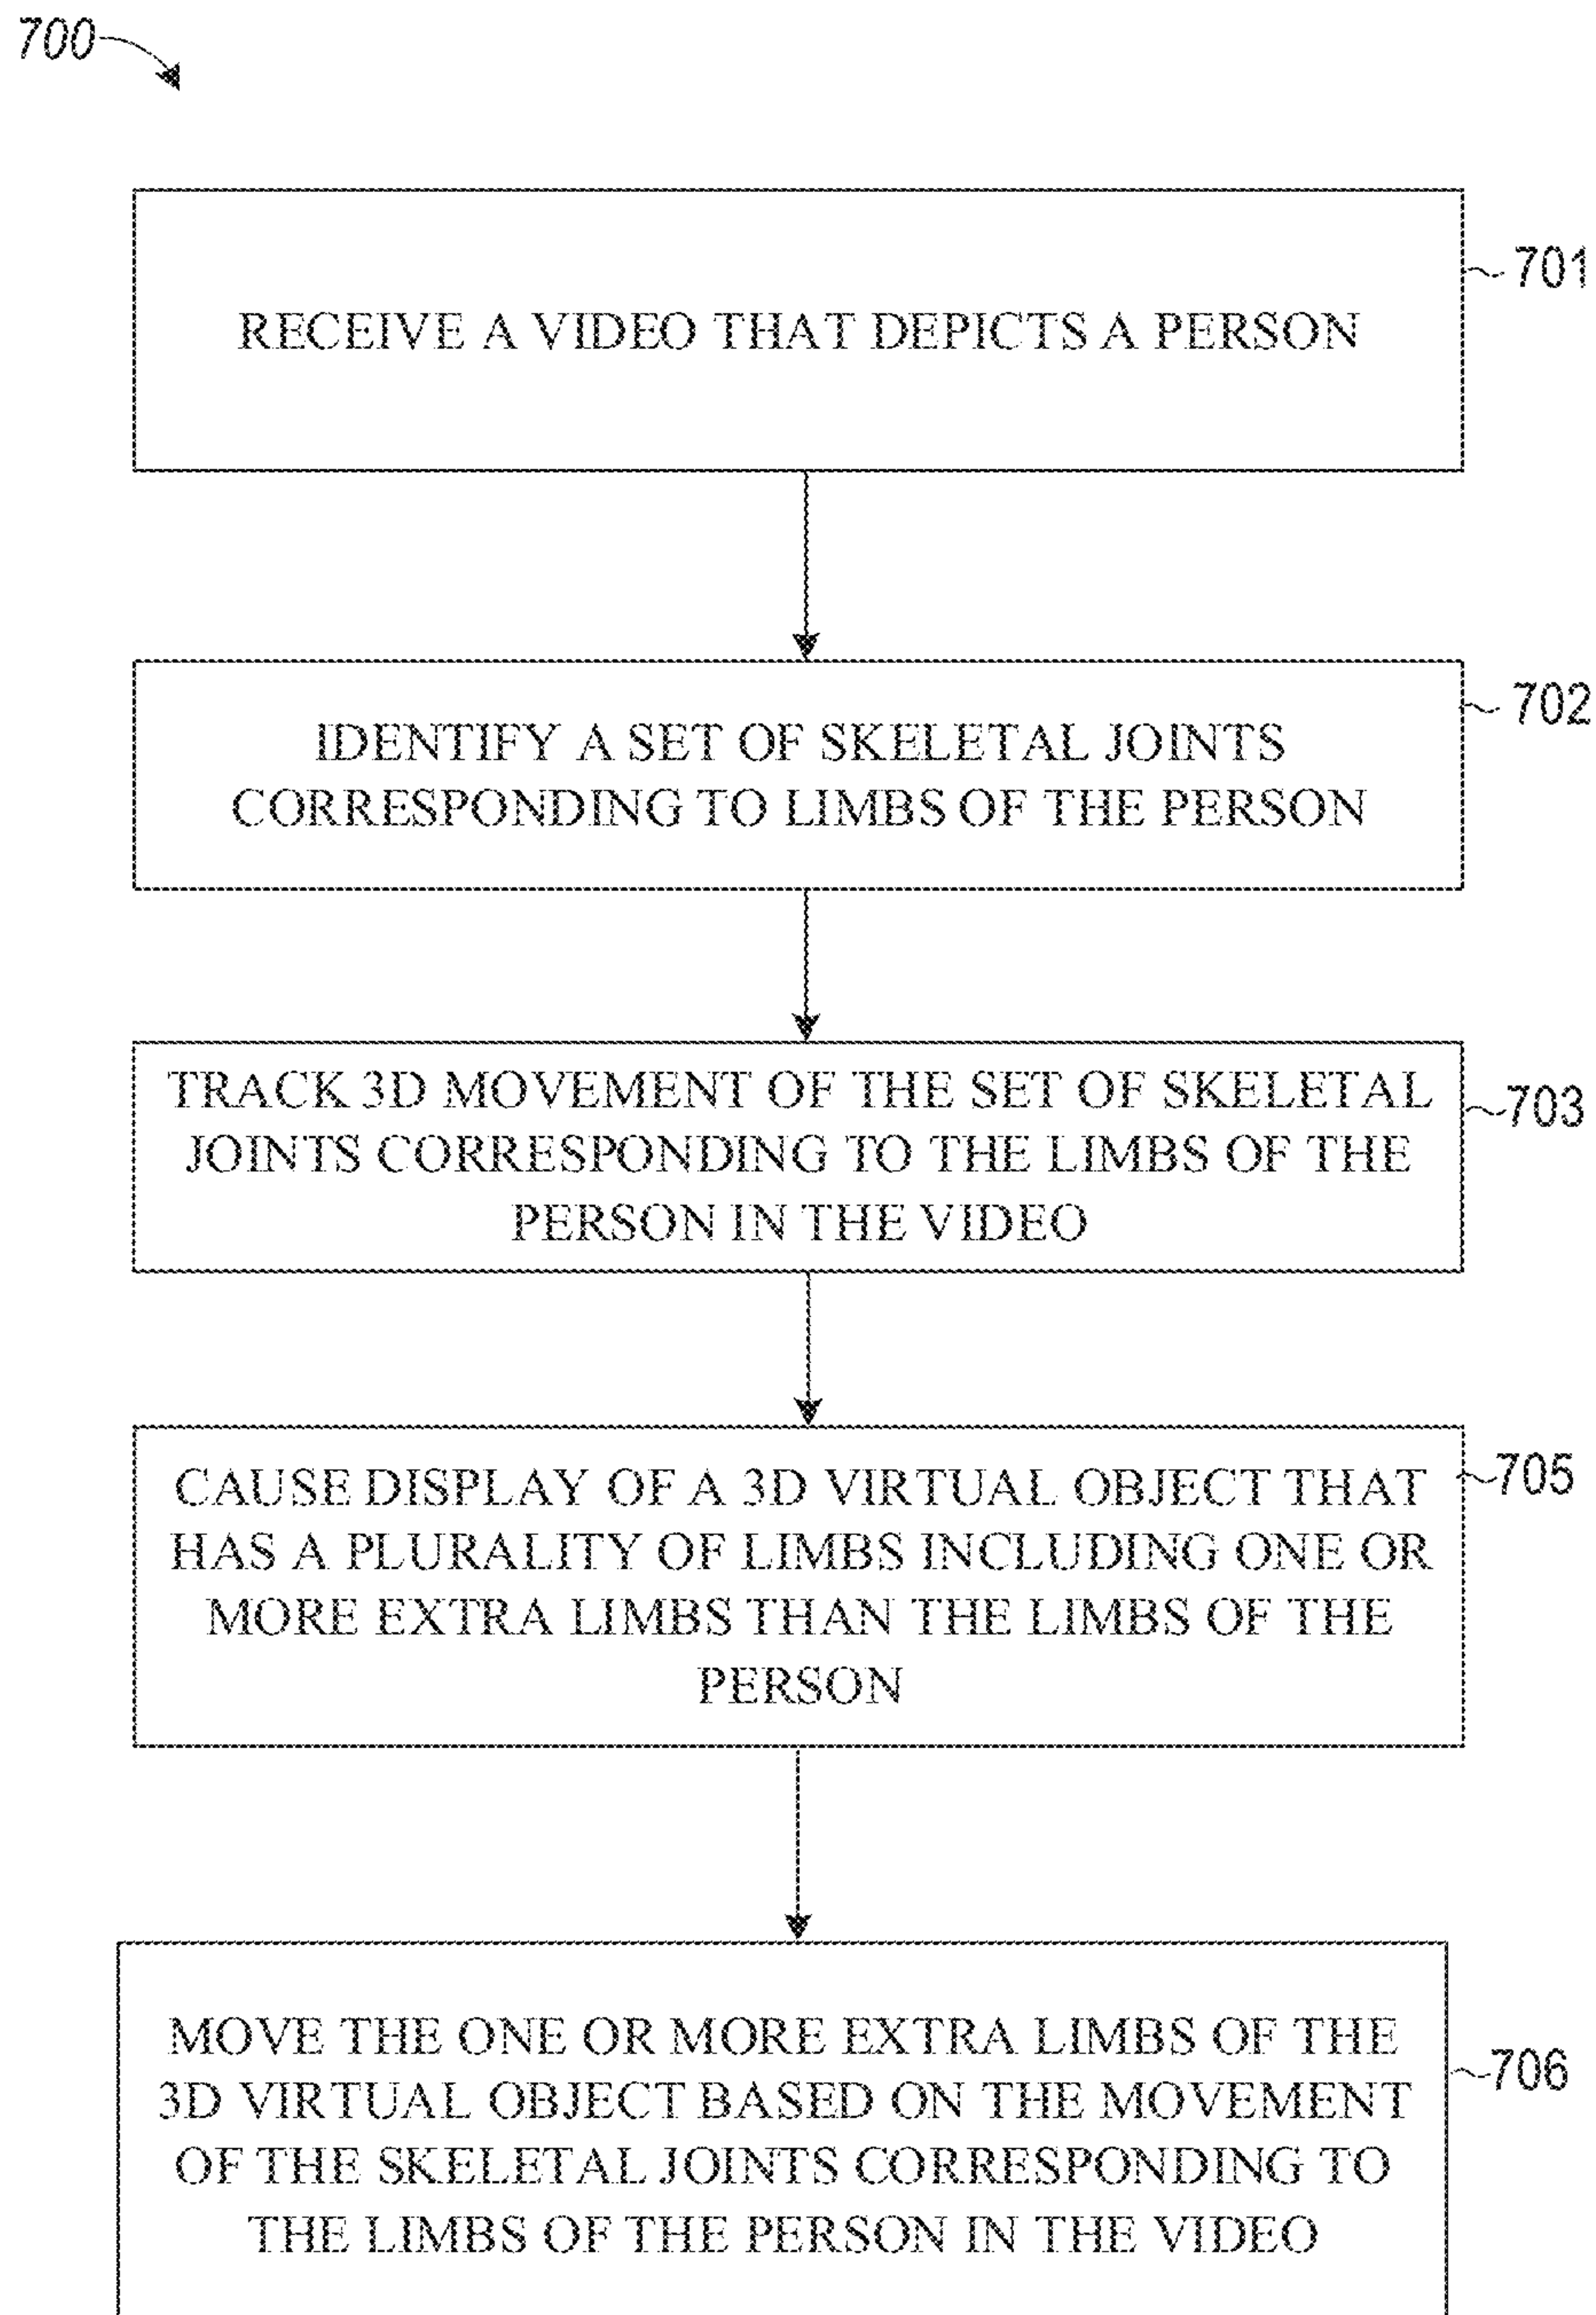 700
RECEIVE A VIDEO THAT DEPICTS A PERSON
701
IDENTIFY A SET OF SKELETAL JOINTS
CORRESPONDING TO LIMBS OF THE PERSON
702
TRACK 3D MOVEMENT OF THE SET OF SKELETAL
JOINTS CORRESPONDING TO THE LIMBS OF THE
PERSON IN THE VIDEO
703
CAUSE DISPLAY OF A 3D VIRTUAL OBJECT THAT
HAS A PLURALITY OF LIMBS INCLUDING ONE OR
MORE EXTRA LIMBS THAN THE LIMBS OF THE
PERSON
705
MOVE THE ONE OR MORE EXTRA LIMBS OF THE
3D VIRTUAL OBJECT BASED ON THE MOVEMENT
OF THE SKELETAL JOINTS CORRESPONDING TO
THE LIMBS OF THE PERSON IN THE VIDEO
706